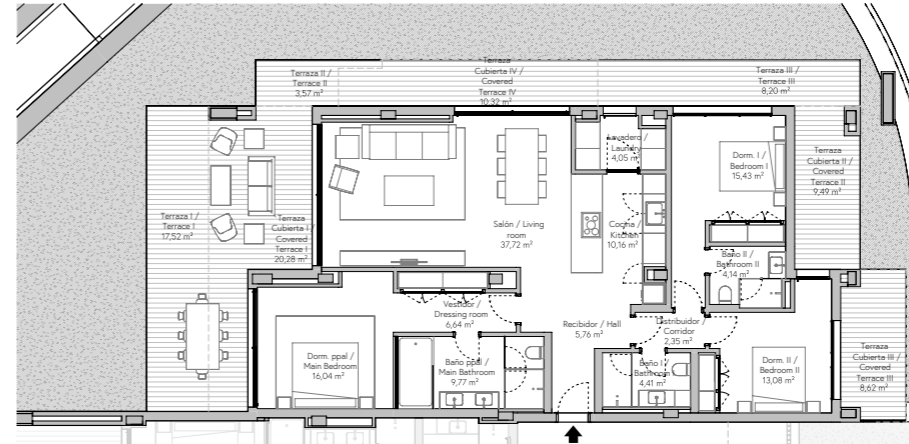 Terraza II /
Terrace II
3,57 m²
Terraza
Cubierta IV /
Covered
Terrace IV
10,32 m²
Terraza III /
Terrace III
8,20 m²
Lavadero /
Laundry
4,05 m²
Dorm. I /
Bedroom I
15,43 m²
Terraza
Cubierta II /
Covered
Terrace II
9,49 m²
Terraza I /
Terrace I
17,52 m²
Terraza
Cubierta I /
Covered
Terrace I
20,28 m²
Salón / Living
room
37,72 m²
Cocina /
Kitchen
10,16 m²
Baño II /
Bathroom II
4,14 m²
Vestidor /
Dressing room
6,64 m²
Recibidor / Hall
5,76 m²
Distribuidor /
Corridor
2,35 m²
Dorm. ppal /
Main Bedroom
16,04 m²
Baño ppal /
Main Bathroom
9,77 m²
Baño I /
Bathroom
4,41 m²
Dorm. II /
Bedroom II
13,08 m²
Terraza
Cubierta III /
Covered
Terrace III
8,62 m²